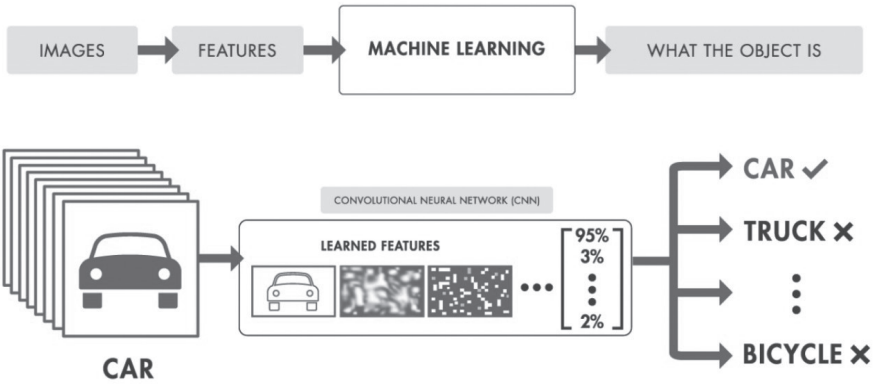 IMAGES
FEATURES
MACHINE LEARNING
WHAT THE OBJECT IS
CONVOLUTIONAL NEURAL NETWORK (CNN)
LEARNED FEATURES
95%
3%
2%
CAR
CAR
TRUCK
BICYCLE